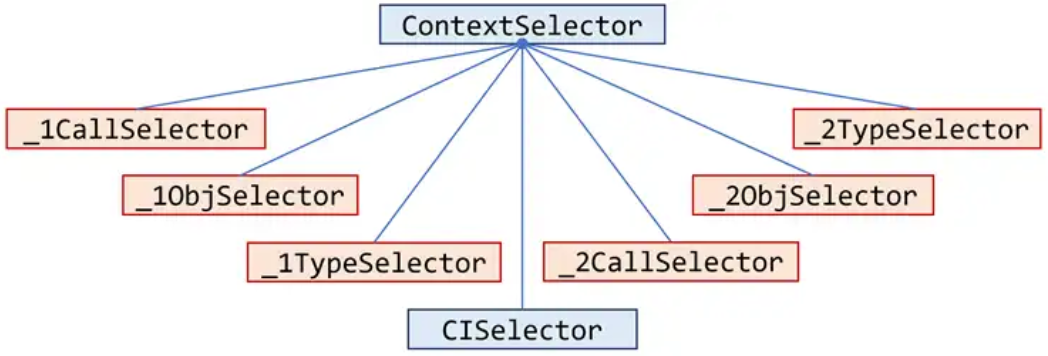 ContextSelector
_1CallSelector
_2TypeSelector
_1ObjSelector
_2ObjSelector
_1TypeSelector
_2CallSelector
CISelector